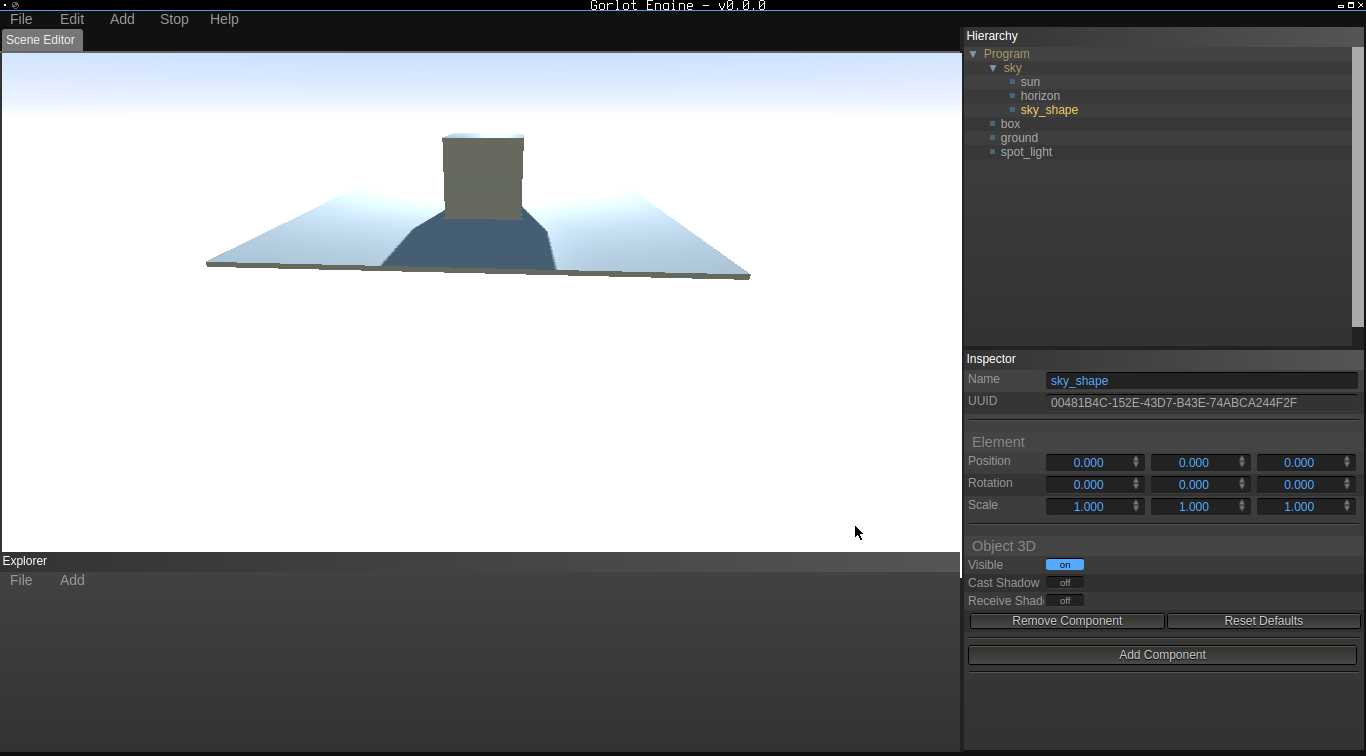 Gorlot Engine - v0.0.0
File Edit Add Stop Help
Scene Editor
Hierarchy
Program
sky
sun
horizon
sky_shape
box
ground
spot_light
Inspector
Name sky_shape
UUID 00481B4C-152E-43D7-B43E-74ABCA244F2F
Element
Position 0.000 0.000 0.000
Rotation 0.000 0.000 0.000
Scale 1.000 1.000 1.000
Object 3D
Visible on
Cast Shadow off
Receive Shad off
Remove Component Reset Defaults
Add Component
Explorer
File Add